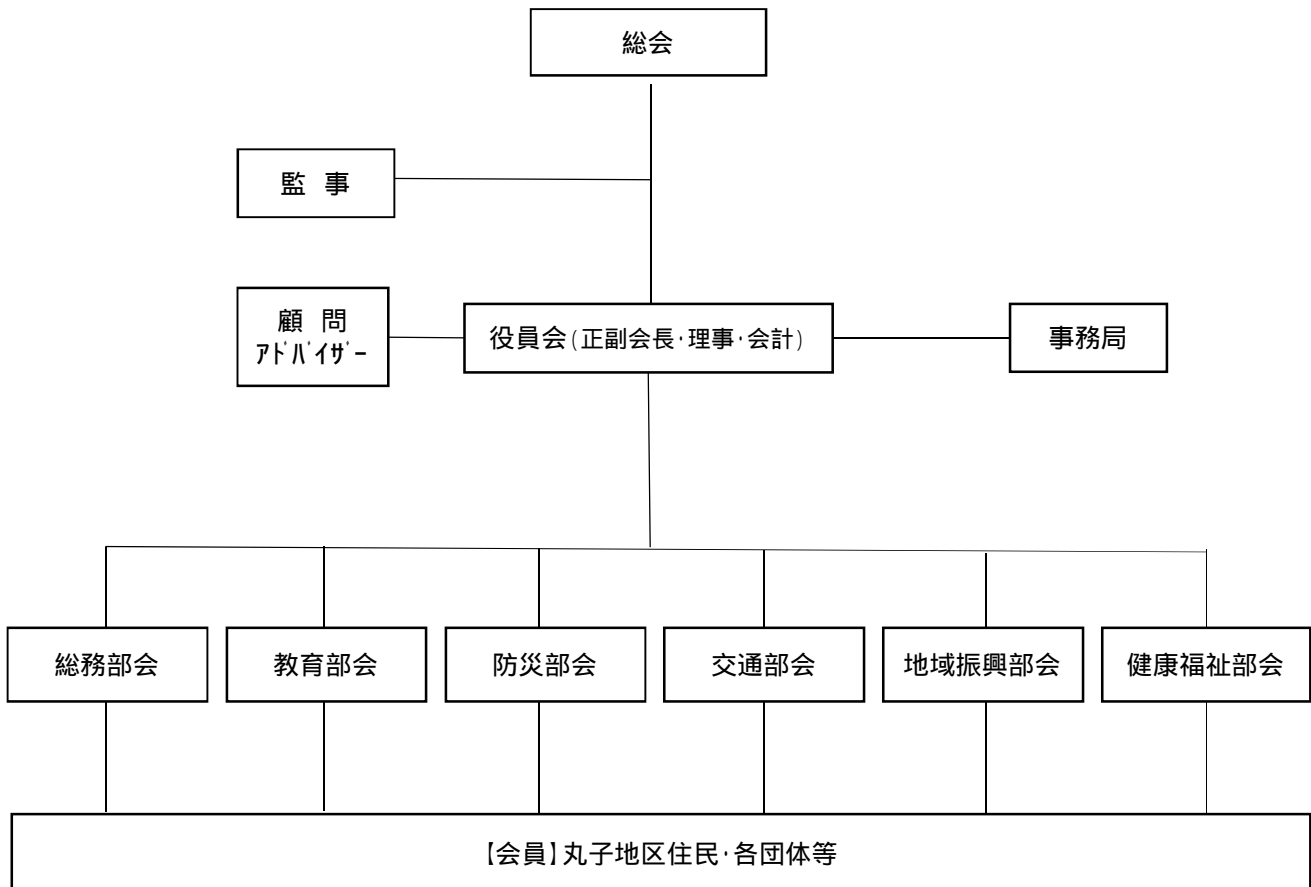 総会
監 事
顧 問
ｱﾄﾞﾊﾞｲｻﾞｰ
役員会(正副会長･理事･会計)
事務局
総務部会
教育部会
防災部会
交通部会
地域振興部会
健康福祉部会
【会員】丸子地区住民･各団体等